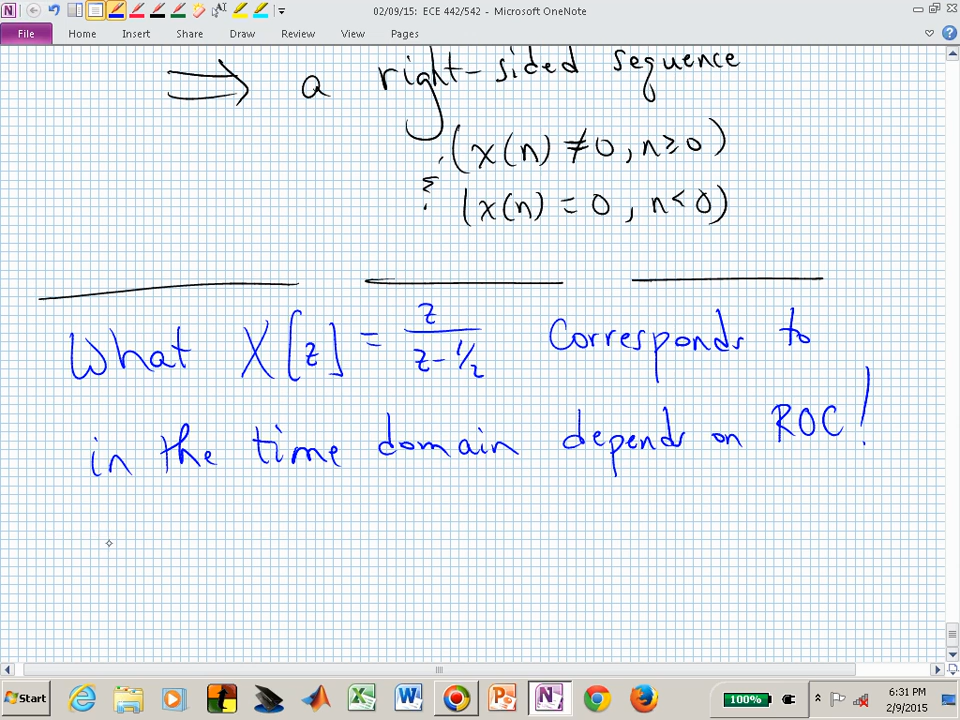 02/09/15: ECE 442/542 - Microsoft OneNote
File Home Insert Share Draw Review View Pages
⇒ a right-sided sequence
(x(n) ≠ 0, n ≥ 0)
& (x(n) = 0, n < 0)
What X[z] = z / (z - 1/2) Corresponds to
in the time domain depends on ROC!
Start 100% 6:31 PM
2/9/2015